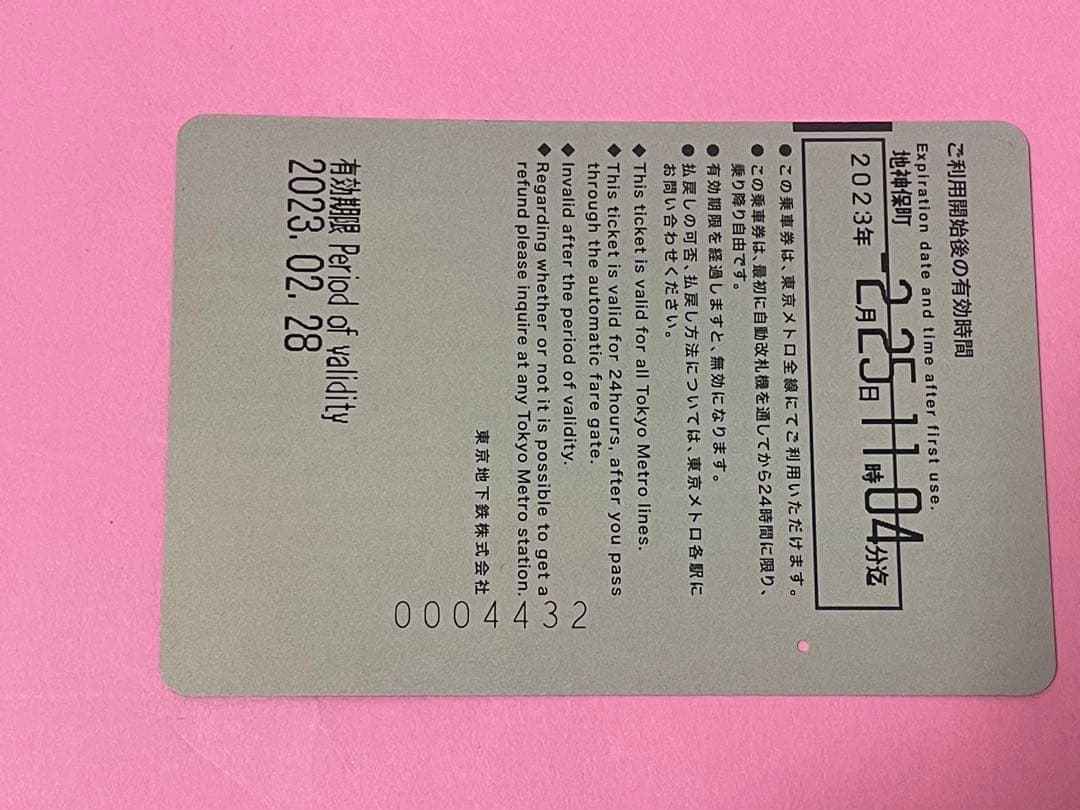 ご利用開始後の有効時間
Expiration date and time after first use.
地神保町
2023年 2月25日11時04分迄
●この乗車券は、東京メトロ全線にてご利用いただけます。
●この乗車券は、最初に自動改札機を通してから24時間に限り、
乗り降り自由です。
●有効期限を経過しますと、無効になります。
●払戻しの可否、払戻し方法については、東京メトロ各駅に
お問い合わせください。
◆This ticket is valid for all Tokyo Metro lines.
◆This ticket is valid for 24hours, after you pass
through the automatic fare gate.
◆Invalid after the period of validity.
◆Regarding whether or not it is possible to get a
refund please inquire at any Tokyo Metro station.
東京地下鉄株式会社
0004432
有効期限 Period of validity
2023. 02. 28